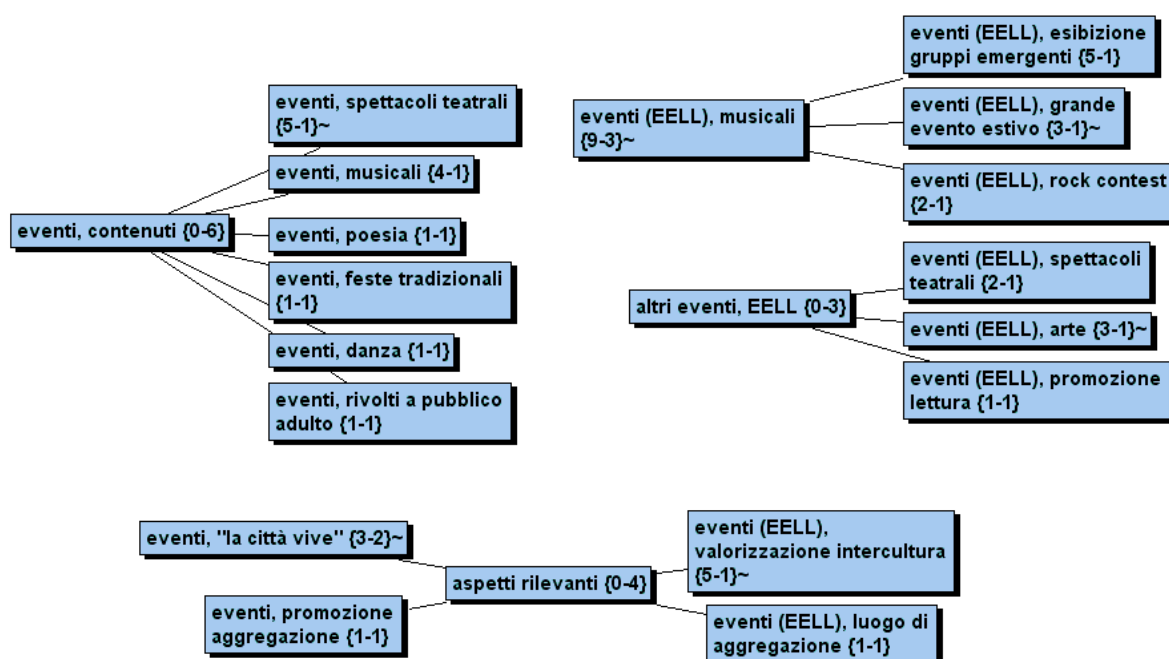 eventi, spettacoli teatrali
{5-1}~
eventi, musicali {4-1}
eventi, contenuti {0-6}
eventi, poesia {1-1}
eventi, feste tradizionali
{1-1}
eventi, danza {1-1}
eventi, rivolti a pubblico
adulto {1-1}
eventi (EELL), musicali
{9-3}~
eventi (EELL), esibizione
gruppi emergenti {5-1}
eventi (EELL), grande
evento estivo {3-1}~
eventi (EELL), rock contest
{2-1}
altri eventi, EELL {0-3}
eventi (EELL), spettacoli
teatrali {2-1}
eventi (EELL), arte {3-1}~
eventi (EELL), promozione
lettura {1-1}
eventi, "la città vive" {3-2}~
eventi, promozione
aggregazione {1-1}
aspetti rilevanti {0-4}
eventi (EELL),
valorizzazione intercultura
{5-1}~
eventi (EELL), luogo di
aggregazione {1-1}